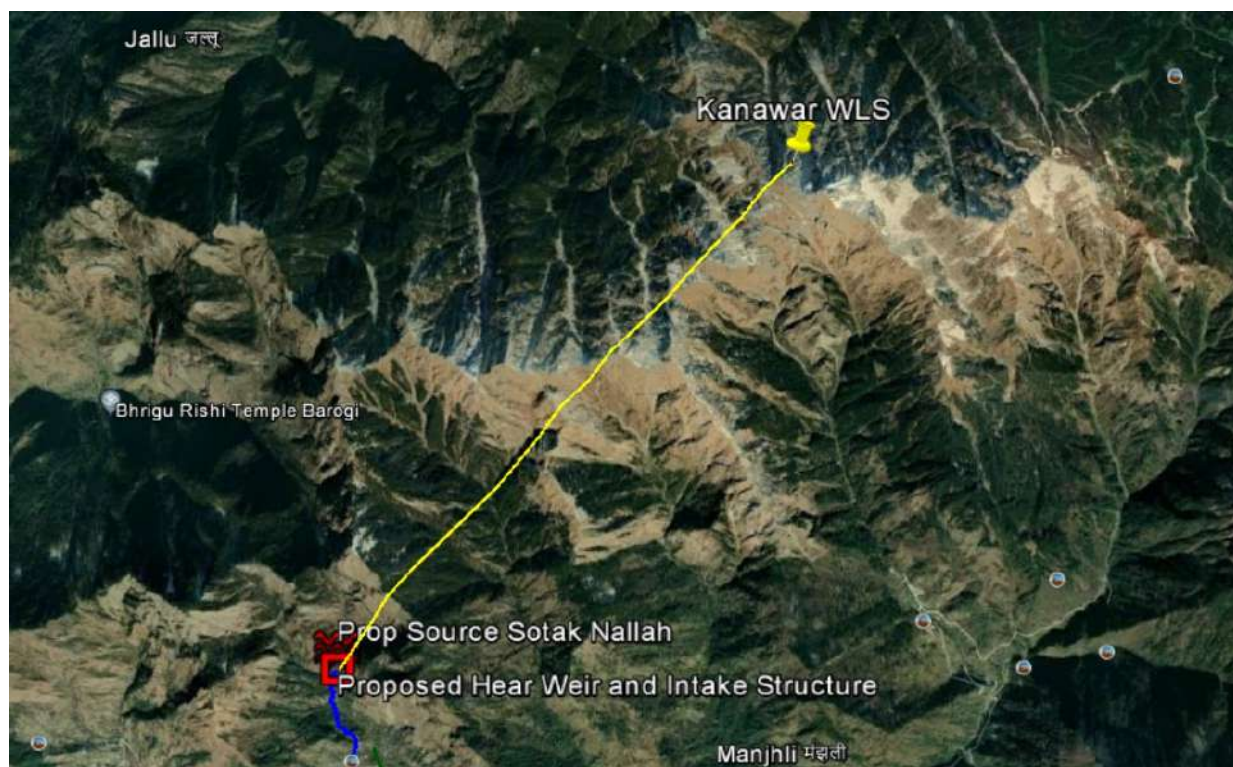 Jallu जल्लू
Kanawar WLS
Bhrigu Rishi Temple Barogi
Prop Source Sotak Nallah
Proposed Hear Weir and Intake Structure
Manjhli मंझली